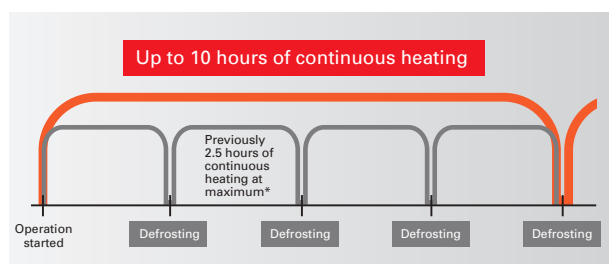 Up to 10 hours of continuous heating
Previously
2.5 hours of
continuous
heating at
maximum*
Operation
started
Defrosting
Defrosting
Defrosting
Defrosting